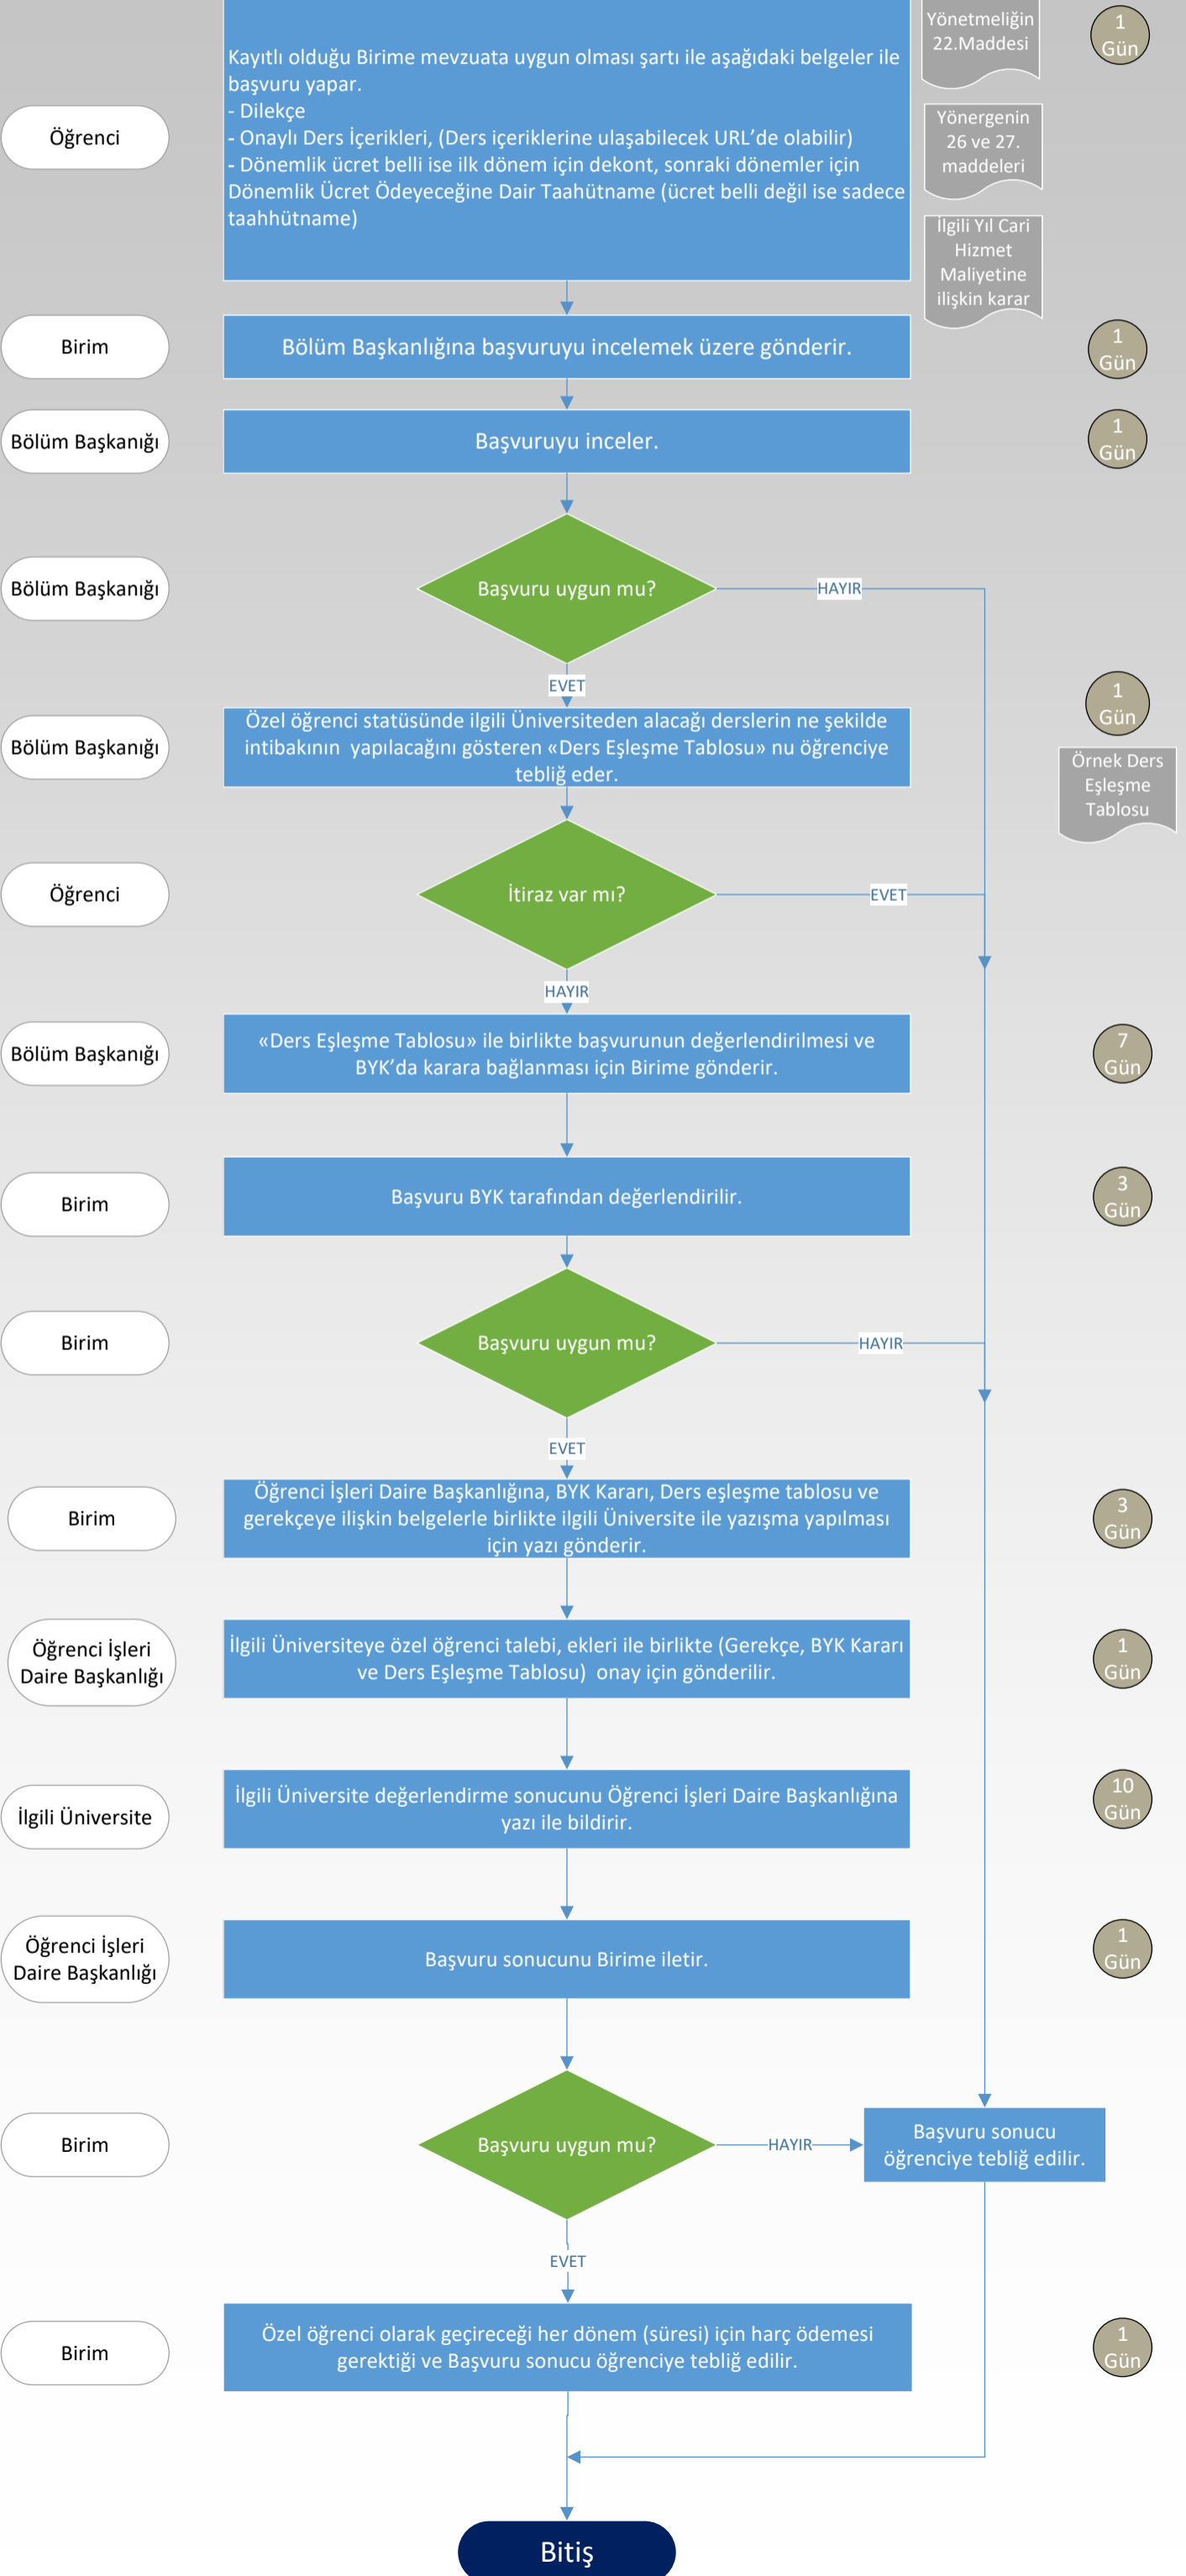 Yönetmeliğin
22.Maddesi
1
Gün
Kayıtlı olduğu Birime mevzuata uygun olması şartı ile aşağıdaki belgeler ile
başvuru yapar.
- Dilekçe
- Onaylı Ders İçerikleri, (Ders içeriklerine ulaşabilecek URL'de olabilir)
- Dönemlik ücret belli ise ilk dönem için dekont, sonraki dönemler için
Dönemlik Ücret Ödeyeceğine Dair Taahütname (ücret belli değil ise sadece
taahhütname)
Öğrenci
Yönergenin
26 ve 27.
maddeleri
İlgili Yıl Cari
Hizmet
Maliyetine
ilişkin karar
Birim
Bölüm Başkanlığına başvuruyu incelemek üzere gönderir.
1
Gün
Bölüm Başkanığı
Başvuruyu inceler.
1
Gün
Bölüm Başkanığı
Başvuru uygun mu?
HAYIR
EVET
Bölüm Başkanığı
Özel öğrenci statüsünde ilgili Üniversiteden alacağı derslerin ne şekilde
intibakının  yapılacağını gösteren «Ders Eşleşme Tablosu» nu öğrenciye
tebliğ eder.
1
Gün
Örnek Ders
Eşleşme
Tablosu
Öğrenci
İtiraz var mı?
EVET
HAYIR
Bölüm Başkanığı
«Ders Eşleşme Tablosu» ile birlikte başvurunun değerlendirilmesi ve
BYK'da karara bağlanması için Birime gönderir.
7
Gün
Birim
Başvuru BYK tarafından değerlendirilir.
3
Gün
Birim
Başvuru uygun mu?
HAYIR
EVET
Birim
Öğrenci İşleri Daire Başkanlığına, BYK Kararı, Ders eşleşme tablosu ve
gerekçeye ilişkin belgelerle birlikte ilgili Üniversite ile yazışma yapılması
için yazı gönderir.
3
Gün
Öğrenci İşleri
Daire Başkanlığı
İlgili Üniversiteye özel öğrenci talebi, ekleri ile birlikte (Gerekçe, BYK Kararı
ve Ders Eşleşme Tablosu)  onay için gönderilir.
1
Gün
İlgili Üniversite
İlgili Üniversite değerlendirme sonucunu Öğrenci İşleri Daire Başkanlığına
yazı ile bildirir.
10
Gün
Öğrenci İşleri
Daire Başkanlığı
Başvuru sonucunu Birime iletir.
1
Gün
Birim
Başvuru uygun mu?
HAYIR
Başvuru sonucu
öğrenciye tebliğ edilir.
EVET
Birim
Özel öğrenci olarak geçireceği her dönem (süresi) için harç ödemesi
gerektiği ve Başvuru sonucu öğrenciye tebliğ edilir.
1
Gün
Bitiş